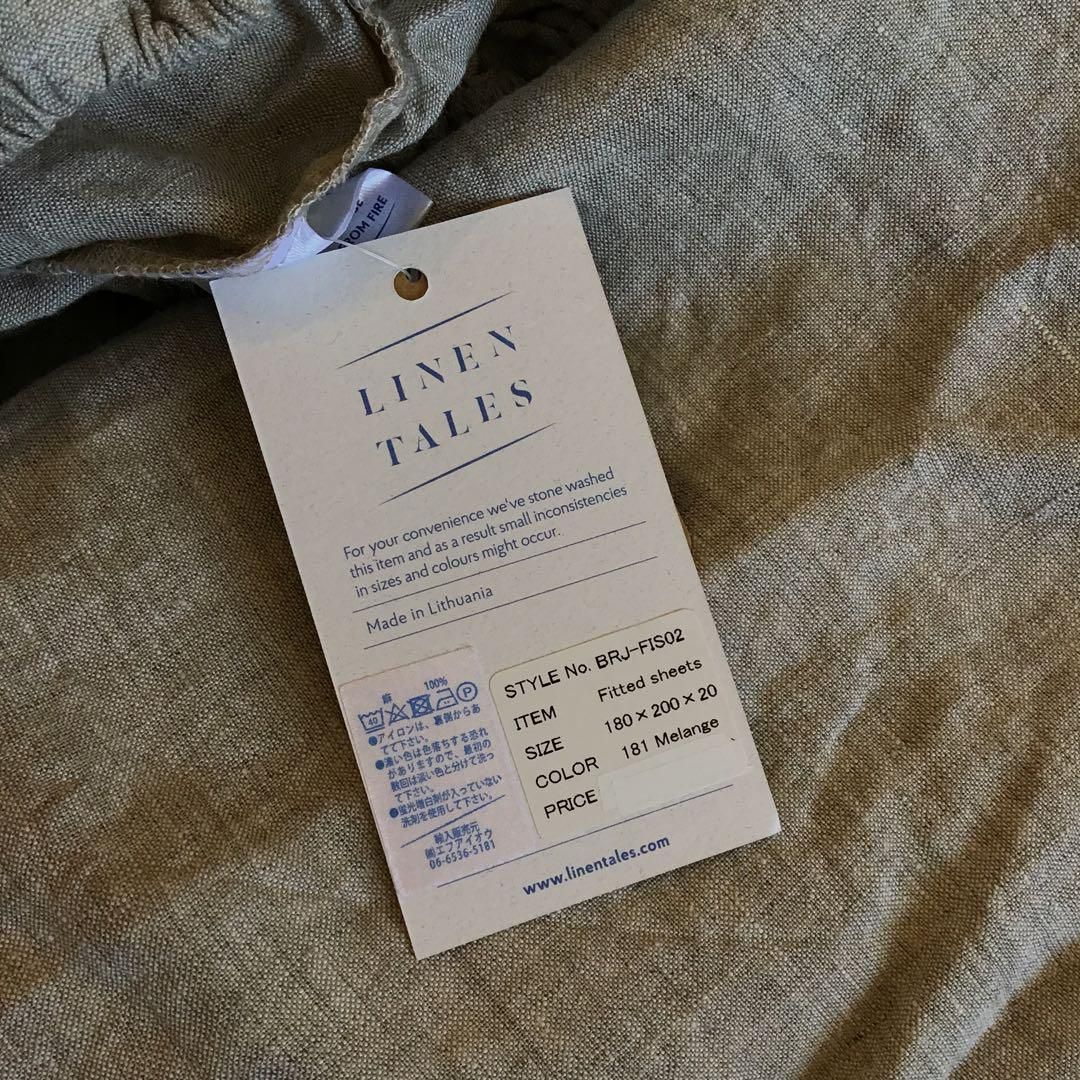 FROM FIRE
LINEN
TALES
For your convenience we've stone washed
this item and as a result small inconsistencies
in sizes and colours might occur.
Made in Lithuania
麻 100%
40 P
●アイロンは、裏側からあ
てて下さい。
●濃い色は色落ちする恐れ
がありますので、最初の
数回は淡い色と分けて洗っ
て下さい。
●蛍光増白剤が入っていない
洗剤を使用して下さい。
輸入販売元
㈱エフアイオウ
06-6536-5181
STYLE No. BRJ-FIS02
ITEM Fitted sheets
SIZE 180×200×20
COLOR 181 Melange
PRICE
www.linentales.com